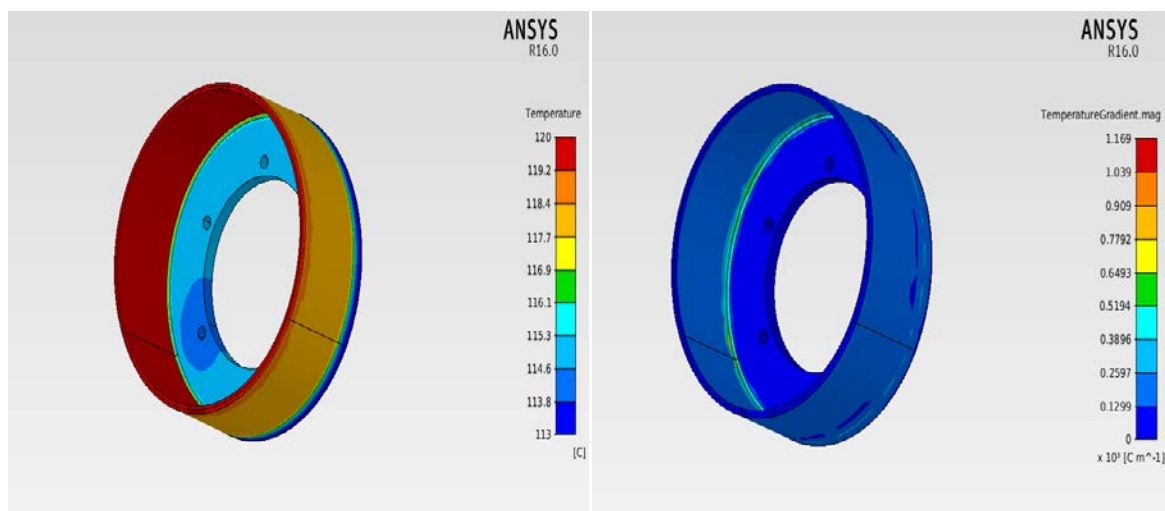 ANSYS
R16.0
Temperature
120
119.2
118.4
117.7
116.9
116.1
115.3
114.6
113.8
113
[C]
ANSYS
R16.0
TemperatureGradient.mag
1.169
1.039
0.909
0.7792
0.6493
0.5194
0.3896
0.2597
0.1299
0
x 10³ [C m^-1]